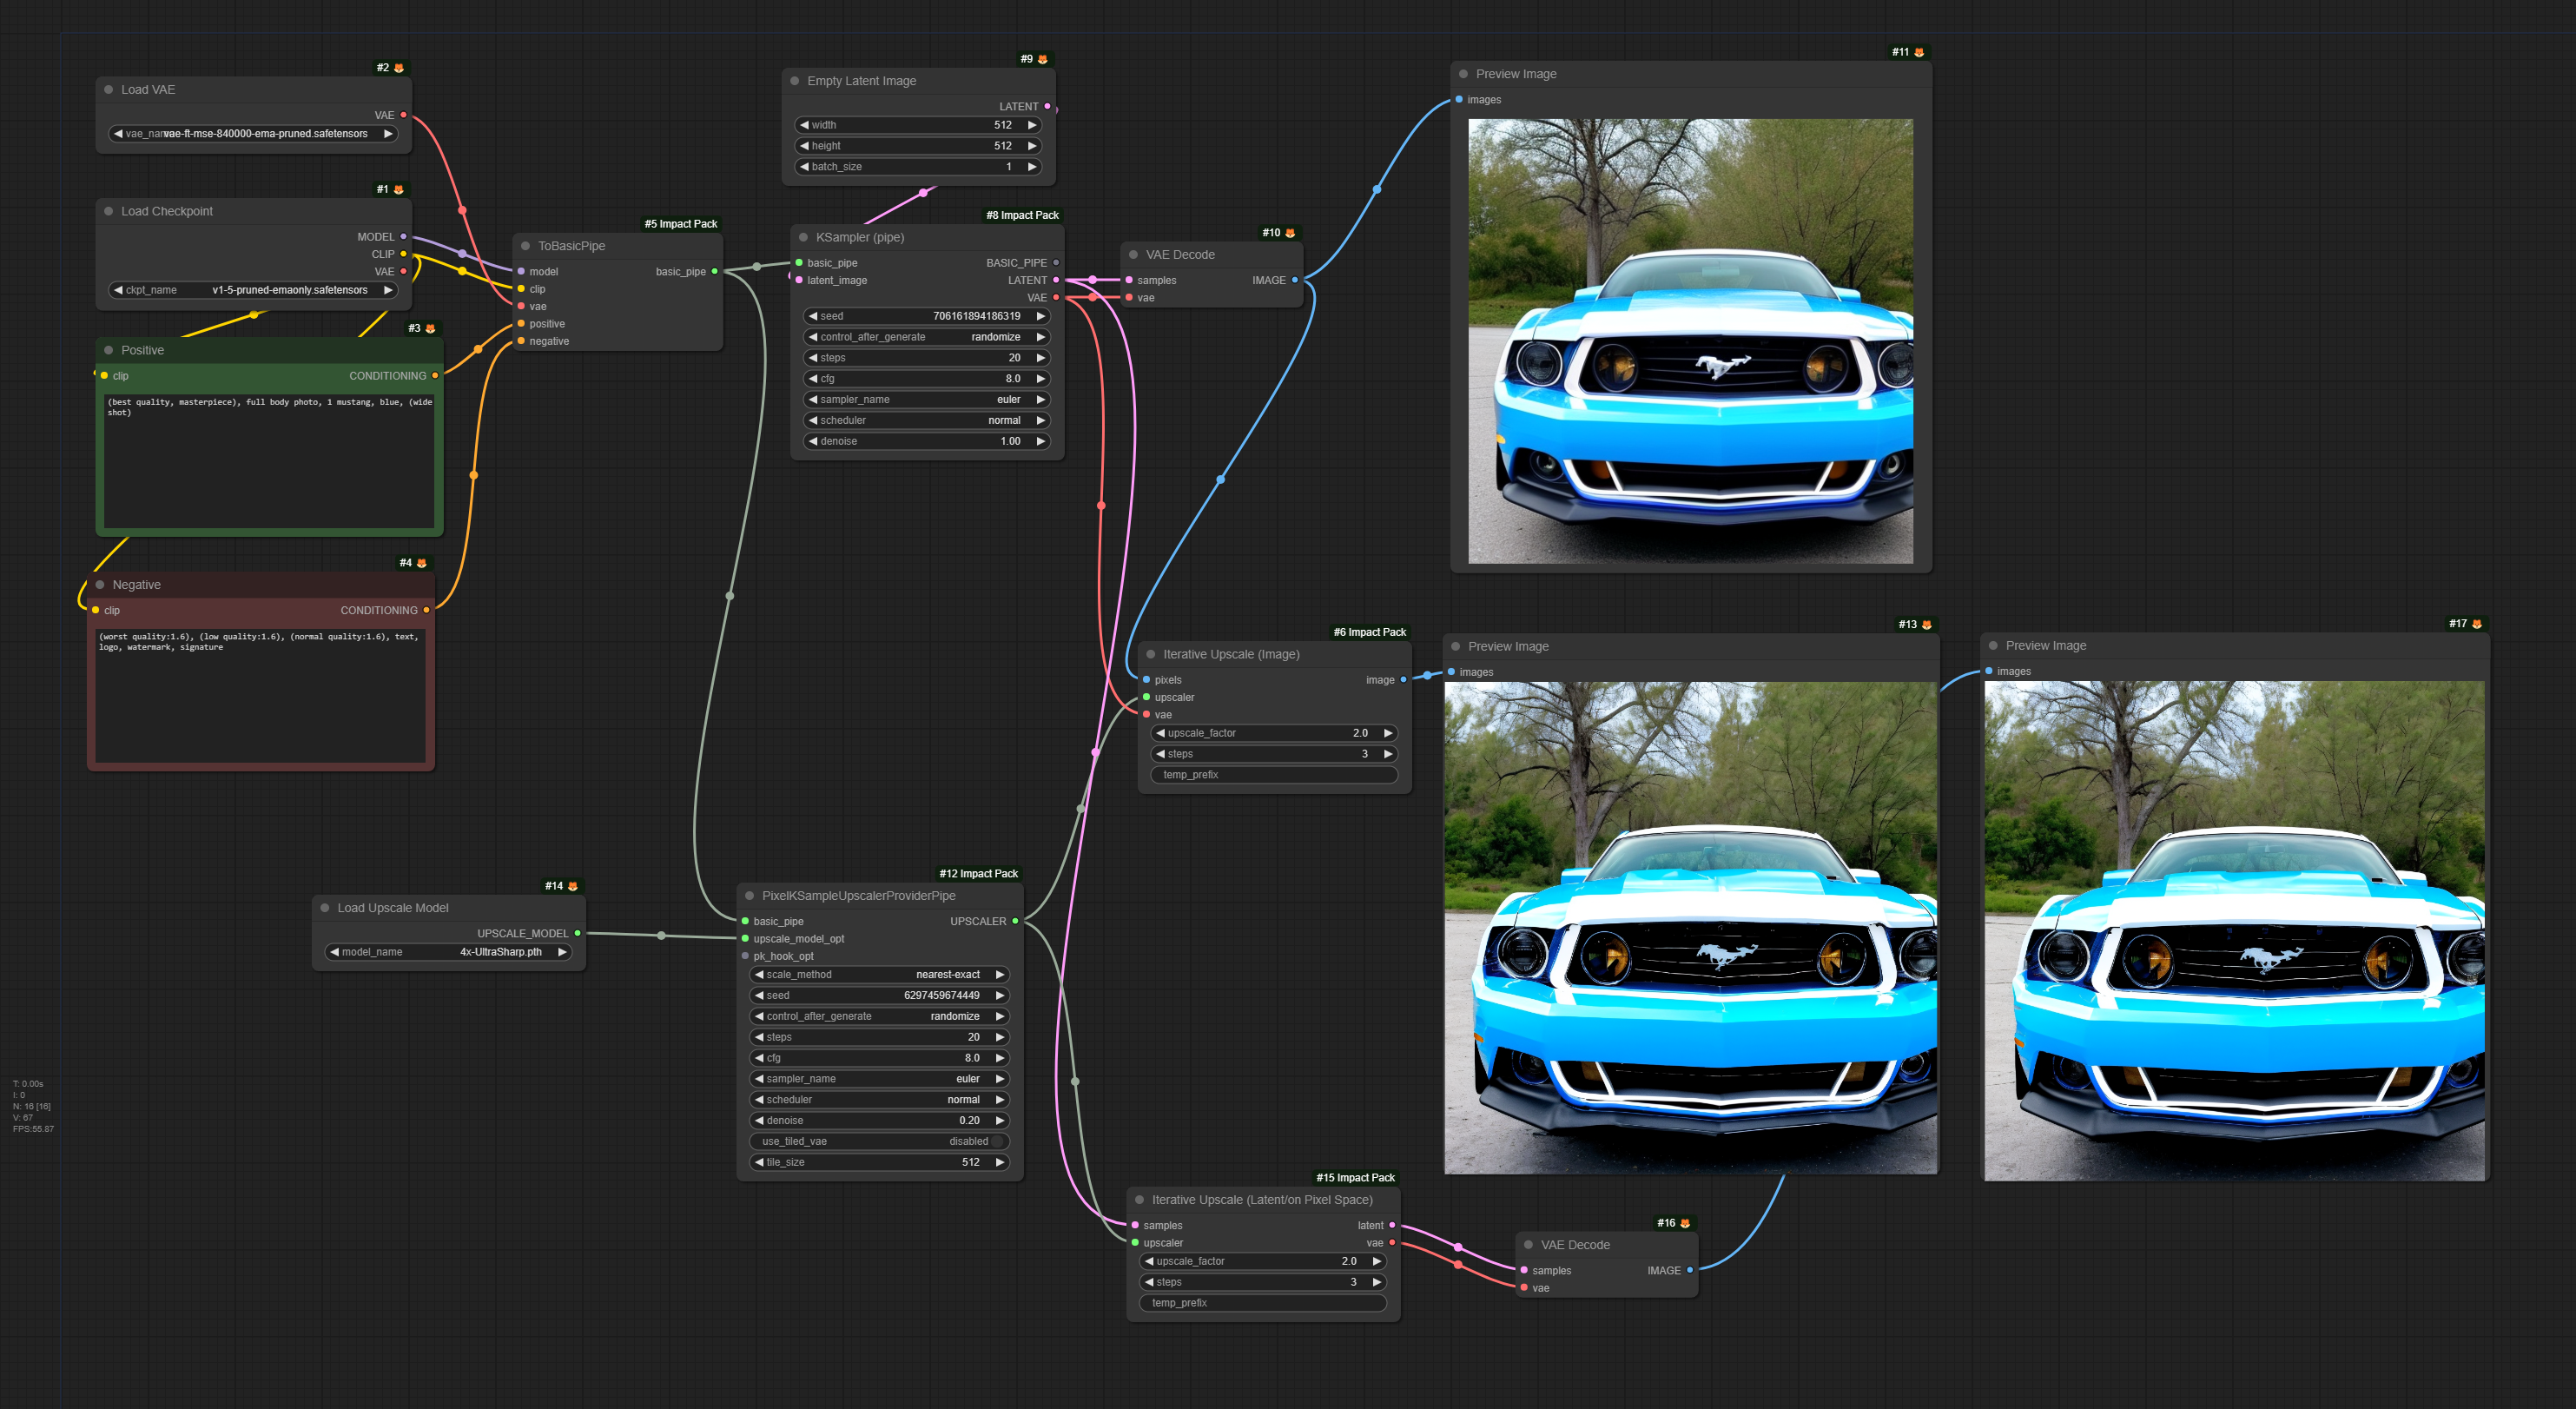 #2
Load VAE
VAE
vae_name vae-ft-mse-840000-ema-pruned.safetensors
#1
Load Checkpoint
MODEL
CLIP
VAE
ckpt_name v1-5-pruned-emaonly.safetensors
#3
Positive
clip CONDITIONING
(best quality, masterpiece), full body photo, 1 mustang, blue, (wide
shot)
#4
Negative
clip CONDITIONING
(worst quality:1.6), (low quality:1.6), (normal quality:1.6), text,
logo, watermark, signature
#5 Impact Pack
ToBasicPipe
model basic_pipe
clip
vae
positive
negative
#9
Empty Latent Image
LATENT
width 512
height 512
batch_size 1
#8 Impact Pack
KSampler (pipe)
basic_pipe BASIC_PIPE
latent_image LATENT
VAE
seed 706161894186319
control_after_generate randomize
steps 20
cfg 8.0
sampler_name euler
scheduler normal
denoise 1.00
#10
VAE Decode
samples IMAGE
vae
#11
Preview Image
images
#6 Impact Pack
Iterative Upscale (Image)
pixels image
upscaler
vae
upscale_factor 2.0
steps 3
temp_prefix
#13
Preview Image
images
#17
Preview Image
images
#14
Load Upscale Model
UPSCALE_MODEL
model_name 4x-UltraSharp.pth
#12 Impact Pack
PixelKSampleUpscalerProviderPipe
basic_pipe UPSCALER
upscale_model_opt
pk_hook_opt
scale_method nearest-exact
seed 6297459674449
control_after_generate randomize
steps 20
cfg 8.0
sampler_name euler
scheduler normal
denoise 0.20
use_tiled_vae disabled
tile_size 512
#15 Impact Pack
Iterative Upscale (Latent/on Pixel Space)
samples latent
upscaler vae
upscale_factor 2.0
steps 3
temp_prefix
#16
VAE Decode
samples IMAGE
vae
T: 0.00s
I: 0
N: 16 [16]
V: 67
FPS:55.87